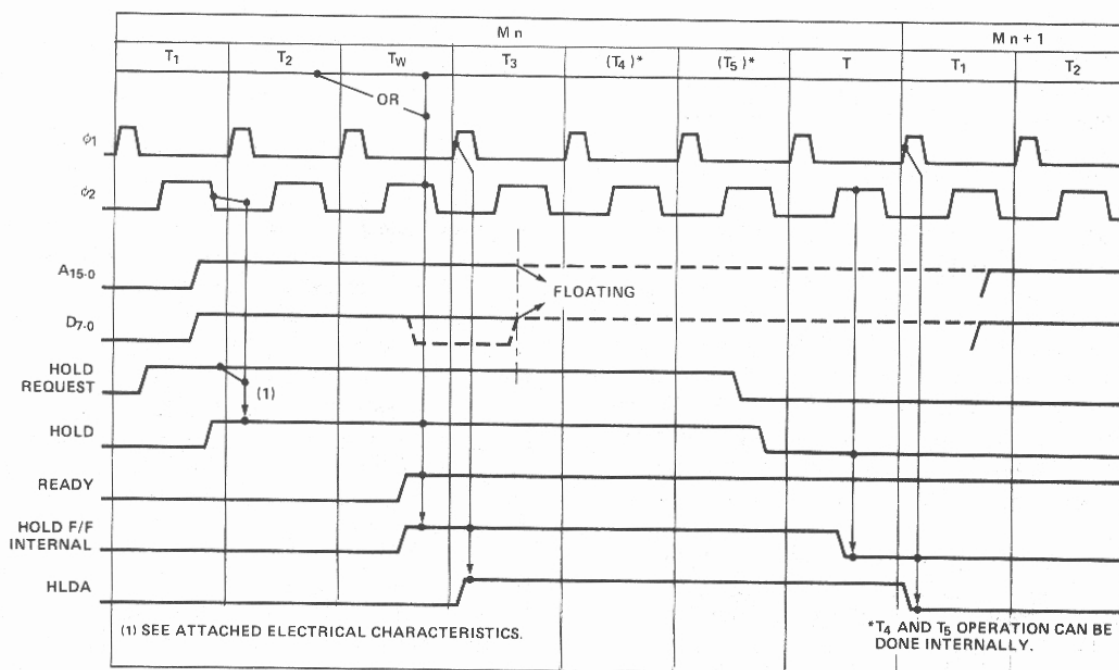 Mn Mn + 1
T1 T2 TW T3 (T4)* (T5)* T T1 T2
OR
φ1
φ2
A15-0
FLOATING
D7-0
HOLD
REQUEST
(1)
HOLD
READY
HOLD F/F
INTERNAL
HLDA
(1) SEE ATTACHED ELECTRICAL CHARACTERISTICS.
*T4 AND T5 OPERATION CAN BE
DONE INTERNALLY.